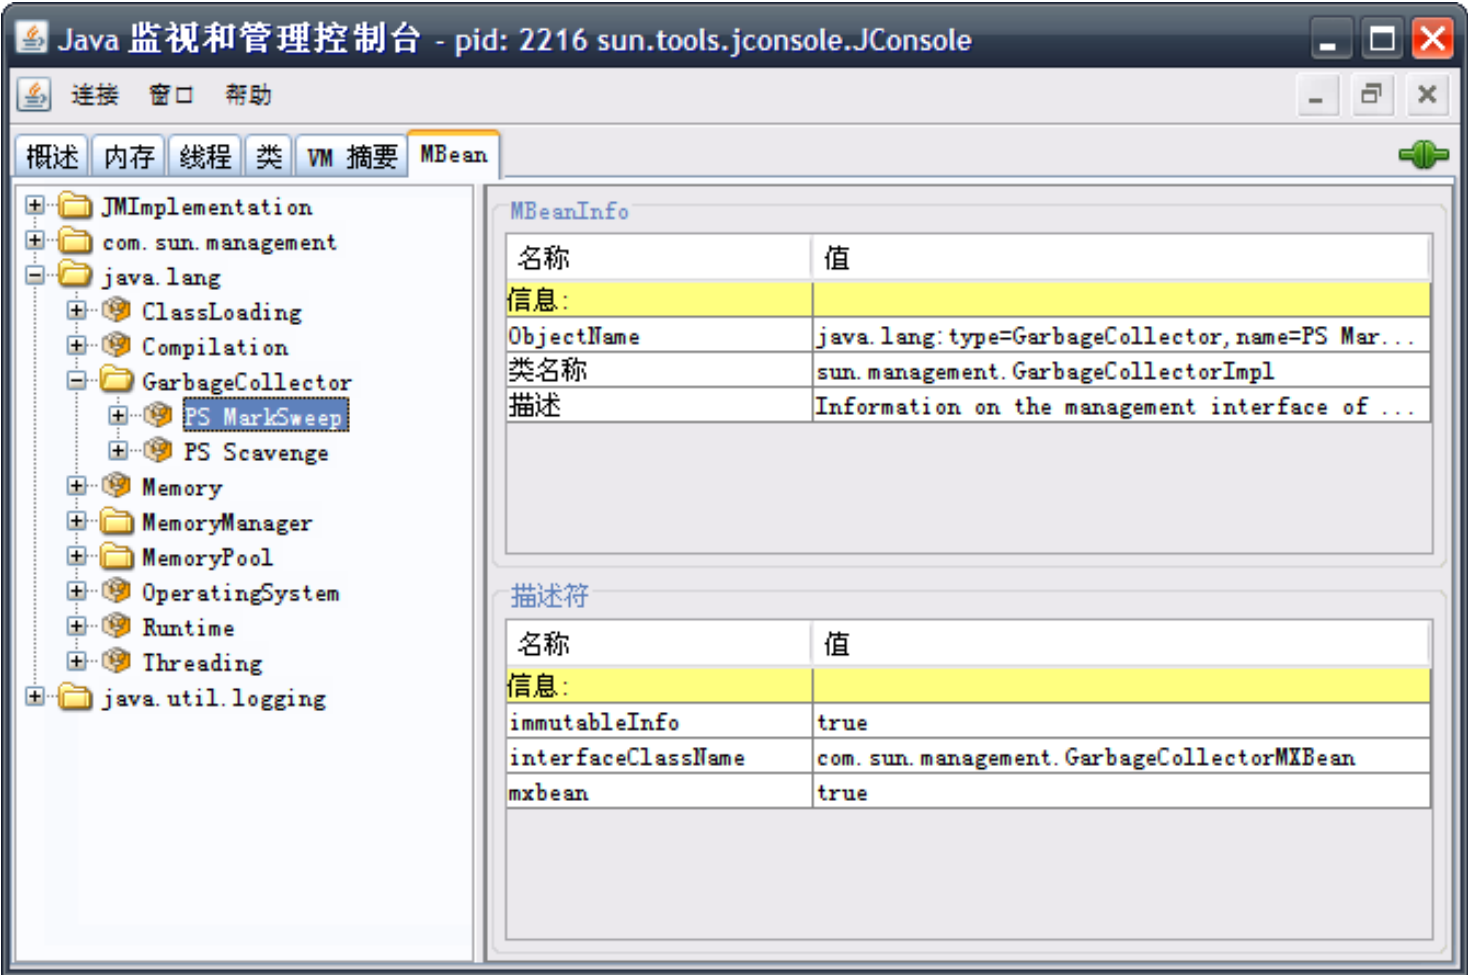 Java 监视和管理控制台 - pid: 2216 sun.tools.jconsole.JConsole
连接 窗口 帮助
概述 内存 线程 类 VM 摘要 MBean
JMImplementation
com.sun.management
java.lang
ClassLoading
Compilation
GarbageCollector
PS MarkSweep
PS Scavenge
Memory
MemoryManager
MemoryPool
OperatingSystem
Runtime
Threading
java.util.logging
MBeanInfo
名称 值
信息:
ObjectName java.lang:type=GarbageCollector,name=PS Mar...
类名称 sun.management.GarbageCollectorImpl
描述 Information on the management interface of ...
描述符
名称 值
信息:
immutableInfo true
interfaceClassName com.sun.management.GarbageCollectorMXBean
mxbean true